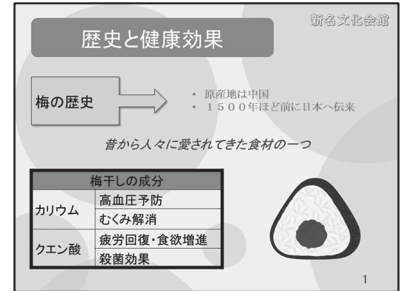 新名文化会館
歴史と健康効果
梅の歴史
・ 原産地は中国
・ 1500年ほど前に日本へ伝来
昔から人々に愛されてきた食材の一つ
梅干しの成分
カリウム
高血圧予防
むくみ解消
クエン酸
疲労回復・食欲増進
殺菌効果
1